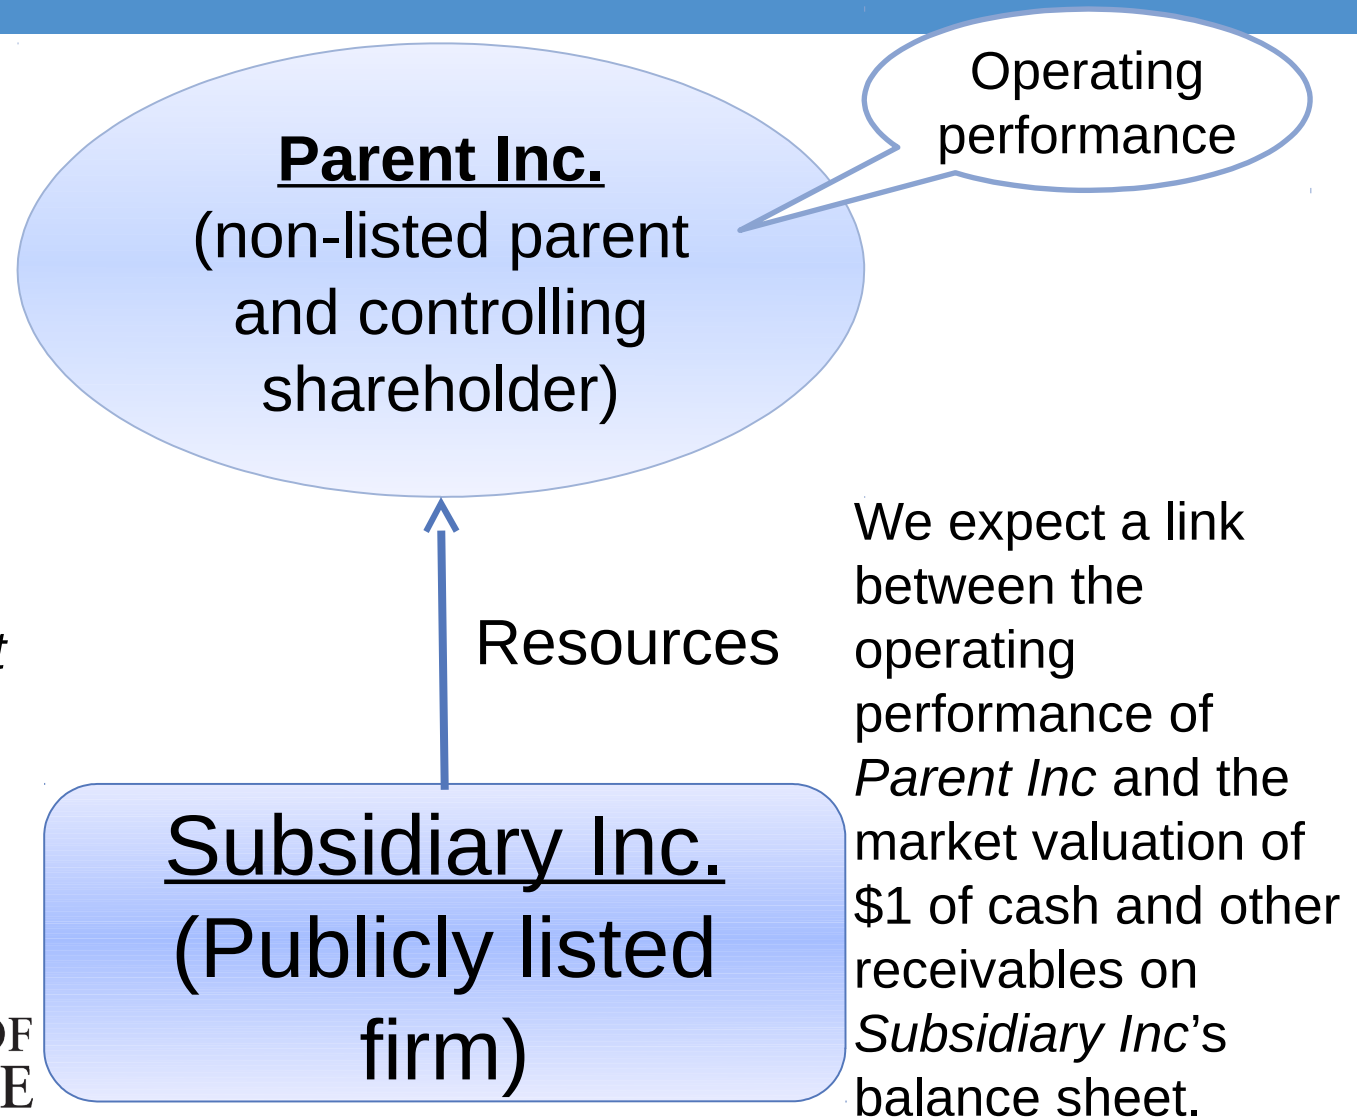 Operating
performance
Parent Inc.
(non-listed parent
and controlling
shareholder)
Resources
We expect a link
between the
operating
performance of
Parent Inc and the
market valuation of
$1 of cash and other
receivables on
Subsidiary Inc’s
balance sheet.
Subsidiary Inc.
(Publicly listed
firm)